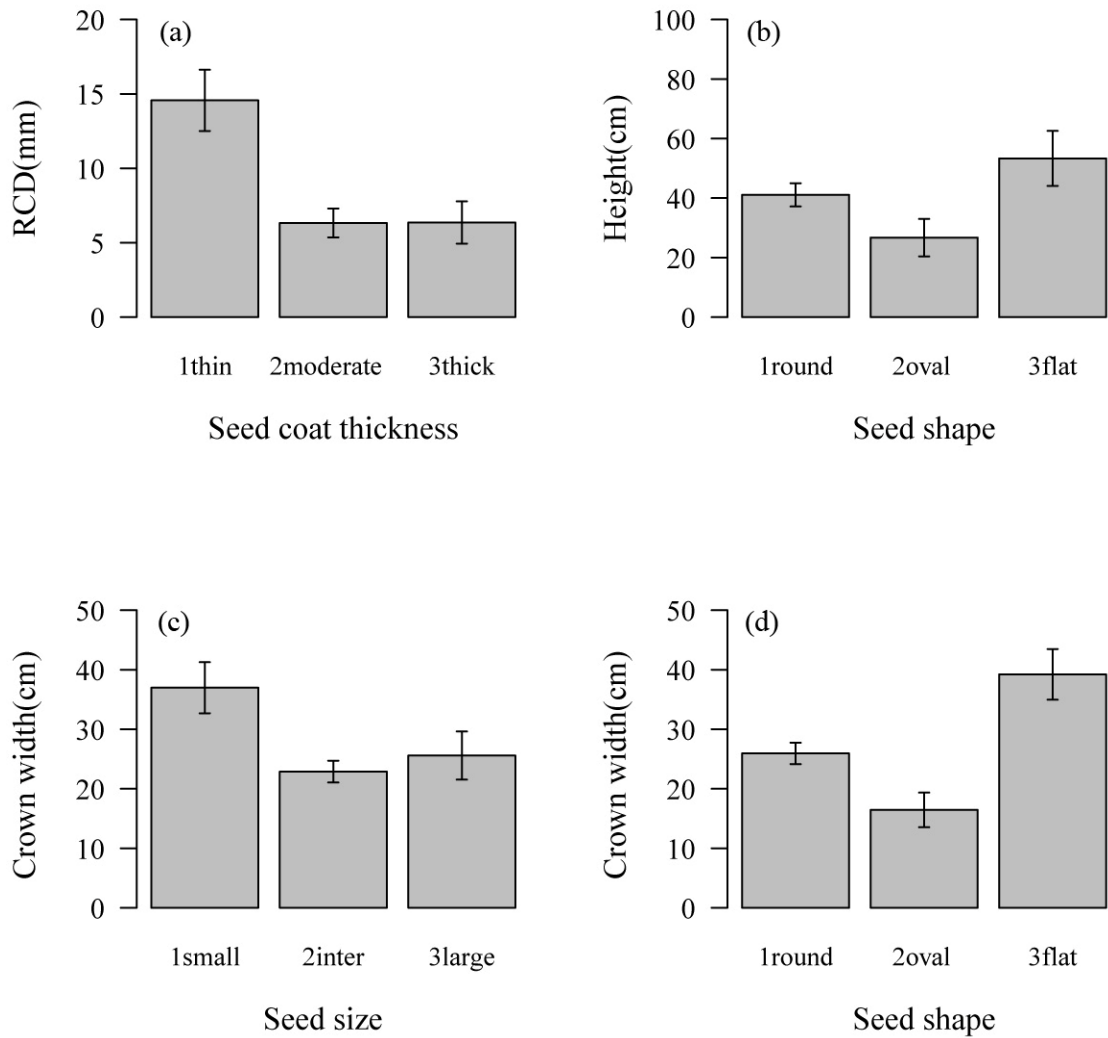 (a)
RCD(mm)
20
15
10
5
0
1thin 2moderate 3thick
Seed coat thickness
(b)
Height(cm)
100
80
60
40
20
0
1round 2oval 3flat
Seed shape
(c)
Crown width(cm)
50
40
30
20
10
0
1small 2inter 3large
Seed size
(d)
Crown width(cm)
50
40
30
20
10
0
1round 2oval 3flat
Seed shape